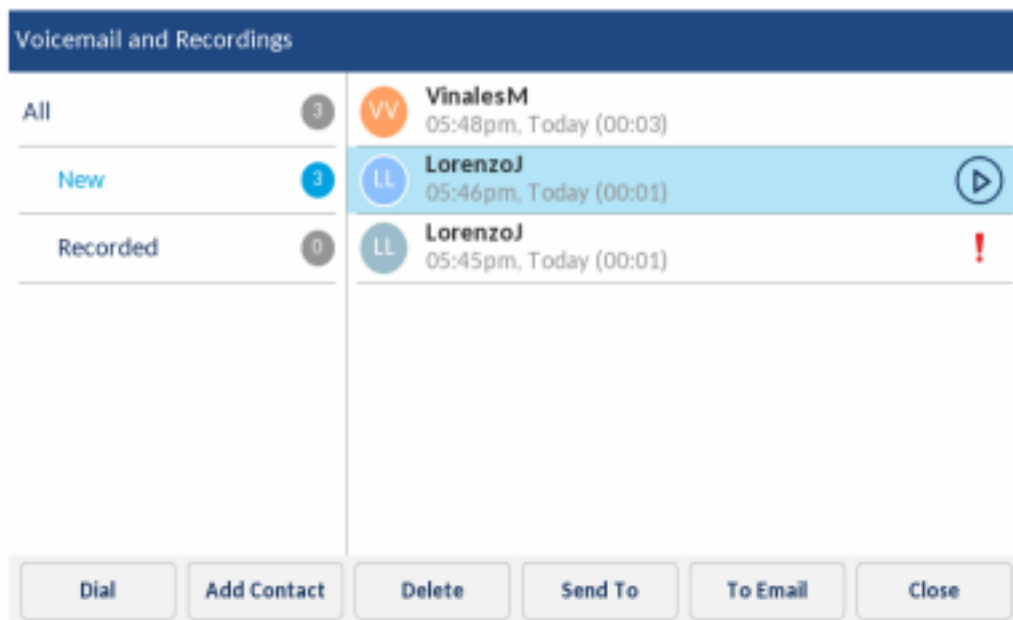 Voicemail and Recordings
All 3
New 3
Recorded 0
VV VinalesM
05:48pm, Today (00:03)
LL LorenzoJ
05:46pm, Today (00:01)
LL LorenzoJ
05:45pm, Today (00:01) !
Dial Add Contact Delete Send To To Email Close